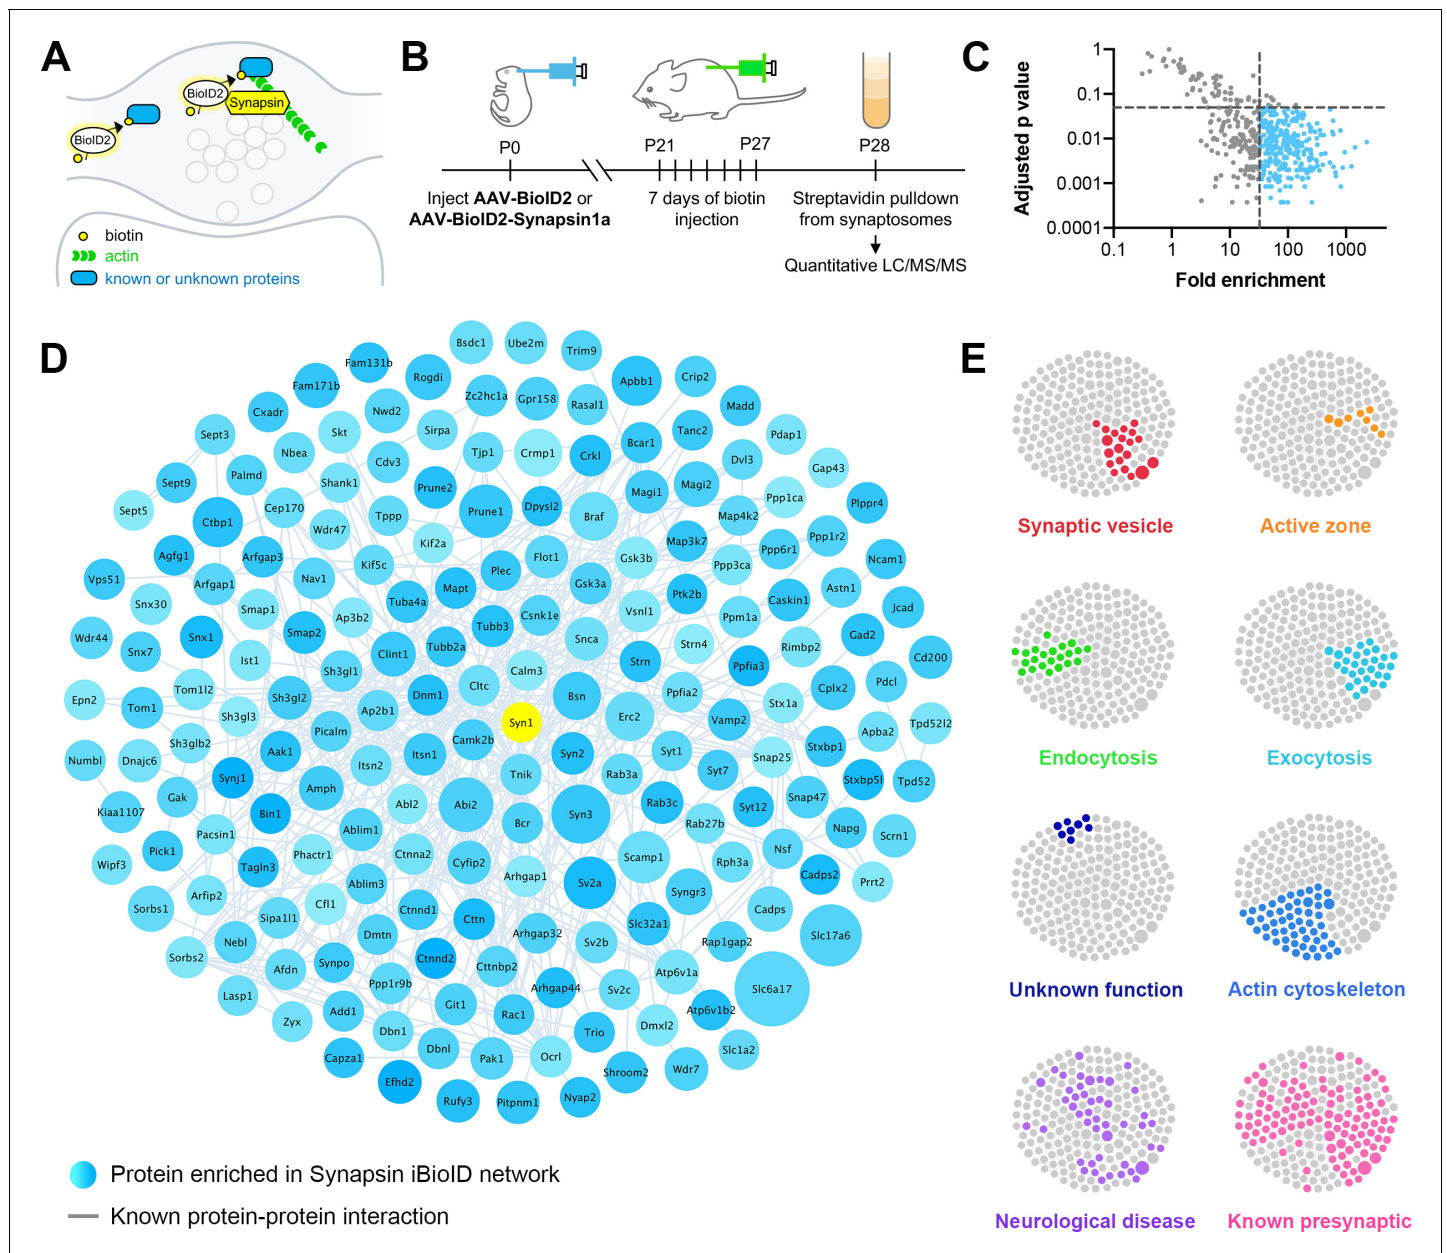 A
BioID2
Synapsin
BioID2
biotin
actin
known or unknown proteins
B
P0
P21
P27
P28
Inject AAV-BioID2 or
AAV-BioID2-Synapsin1a
7 days of biotin
injection
Streptavidin pulldown
from synaptosomes
Quantitative LC/MS/MS
C
Adjusted p value
1
0.1
0.01
0.001
0.0001
0.1
1
10
100
1000
Fold enrichment
D
Bsdc1 Ube2m Trim9
Fam131b Rogdi Apbb1 Crip2
Fam171b Zc2hc1a Gpr158 Rasal1 Madd
Cxadr Nwd2
Sept3 Skt Sirpa Bcar1 Tanc2 Pdap1
Nbea Cdv3 Tjp1 Crmp1 Crkl Dvl3 Gap43
Sept9 Palmd Shank1 Prune2 Magi1 Magi2
Sept5 Cep170 Tppp Prune1 Dpysl2 Braf Map4k2 Ppp1ca Plppr4
Ctbp1 Wdr47 Kif2a Map3k7 Ppp6r1 Ppp1r2
Agfg1 Arfgap3 Kif5c Flot1 Gsk3b Ppp3ca Ncam1
Vps51 Arfgap1 Nav1 Mapt Plec Gsk3a Ptk2b Caskin1 Astn1
Snx30 Smap1 Ap3b2 Tuba4a Csnk1e Vsnl1 Ppm1a Jcad
Wdr44 Snx7 Snx1 Smap2 Clint1 Tubb2a Tubb3 Snca Strn4 Rimbp2 Gad2
Ist1 Sh3gl1 Calm3 Strn Ppfia3 Cd200
Epn2 Tom1 Tom1l2 Sh3gl2 Dnm1 Cltc Bsn Ppfia2 Stx1a Cplx2 Pdcl
Sh3gl3 Ap2b1 Syn1 Erc2 Vamp2 Apba2 Tpd52l2
Numbl Dnajc6 Sh3glb2 Aak1 Picalm Itsn1 Camk2b Syn2 Syt1 Snap25 Stxbp1
Synj1 Itsn2 Tnik Rab3a Syt7 Stxbp5l Tpd52
Kiaa1107 Gak Bin1 Amph Abl2 Abi2 Syn3 Rab3c Syt12 Snap47
Pick1 Pacsin1 Ablim1 Bcr Rab27b Napg Scrn1
Wipf3 Tagln3 Phactr1 Ctnna2 Cyfip2 Arhgap1 Scamp1 Rph3a Nsf
Sorbs1 Arfip2 Ablim3 Sv2a Syngr3 Cadps2 Prrt2
Sipa1l1 Cfl1 Ctnnd1 Cttn Slc32a1 Cadps
Nebl Dmtn Arhgap32 Sv2b Rap1gap2 Slc17a6
Sorbs2 Afdn Synpo Ctnnd2 Cttnbp2 Atp6v1a
Lasp1 Ppp1r9b Arhgap44 Sv2c Slc6a17
Zyx Add1 Git1 Rac1 Atp6v1b2
Dbn1 Trio Dmxl2
Capza1 Dbnl Pak1 Ocrl Slc1a2
Efhd2 Shroom2 Wdr7
Rufy3 Pitpnm1 Nyap2
Protein enriched in Synapsin iBioID network
Known protein-protein interaction
E
Synaptic vesicle
Active zone
Endocytosis
Exocytosis
Unknown function
Actin cytoskeleton
Neurological disease
Known presynaptic